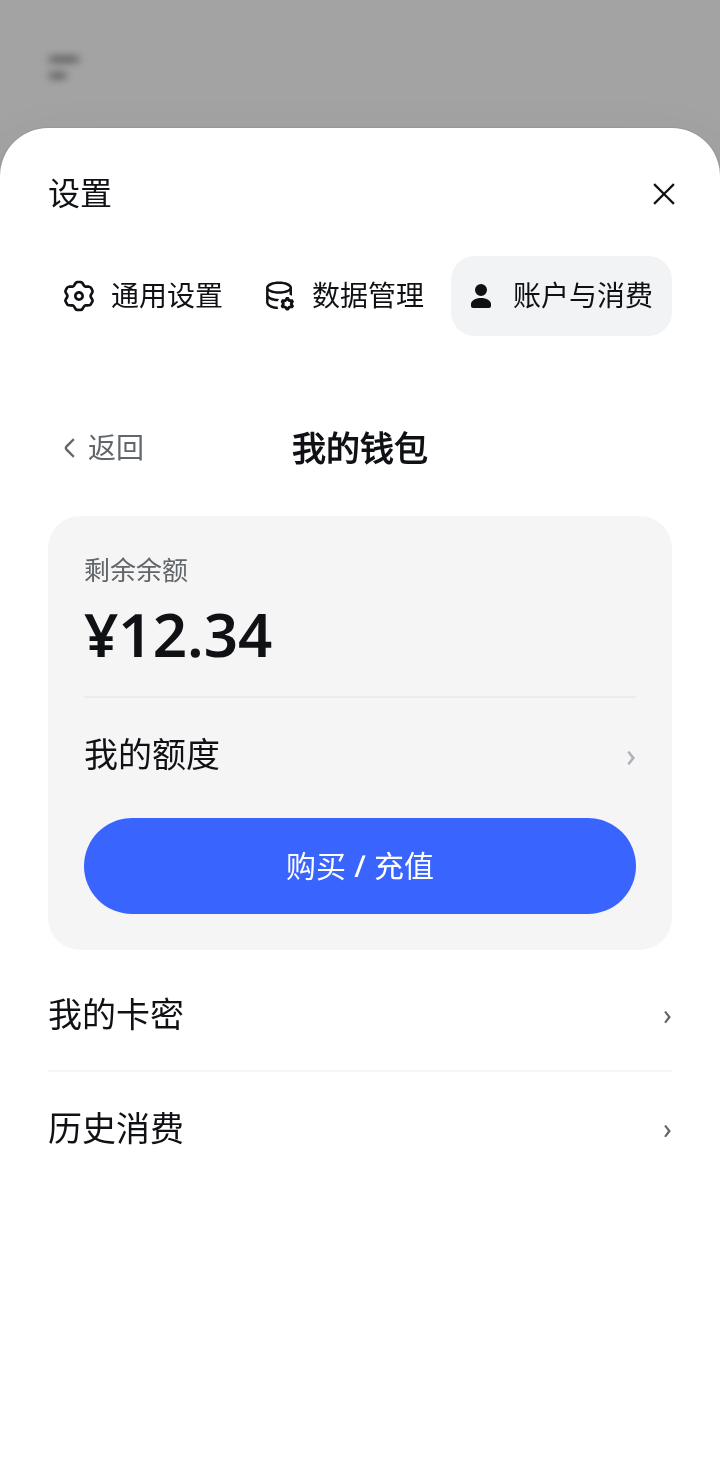 设置
通用设置 数据管理 账户与消费
返回 我的钱包
剩余余额
¥12.34
我的额度
购买 / 充值
我的卡密
历史消费